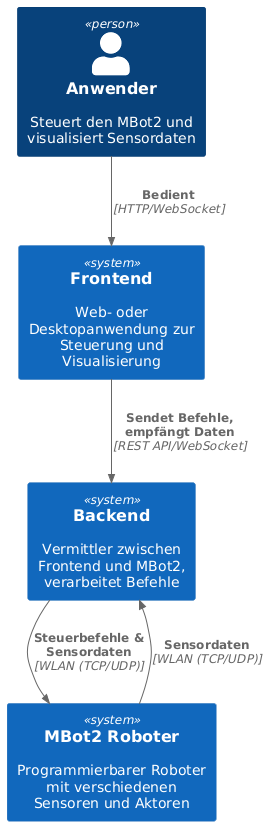 «person»
Anwender
Steuert den MBot2 und
visualisiert Sensordaten
Bedient
[HTTP/WebSocket]
«system»
Frontend
Web- oder
Desktopanwendung zur
Steuerung und
Visualisierung
Sendet Befehle,
empfängt Daten
[REST API/WebSocket]
«system»
Backend
Vermittler zwischen
Frontend und MBot2,
verarbeitet Befehle
Steuerbefehle &
Sensordaten
[WLAN (TCP/UDP)]
Sensordaten
[WLAN (TCP/UDP)]
«system»
MBot2 Roboter
Programmierbarer Roboter
mit verschiedenen
Sensoren und Aktoren